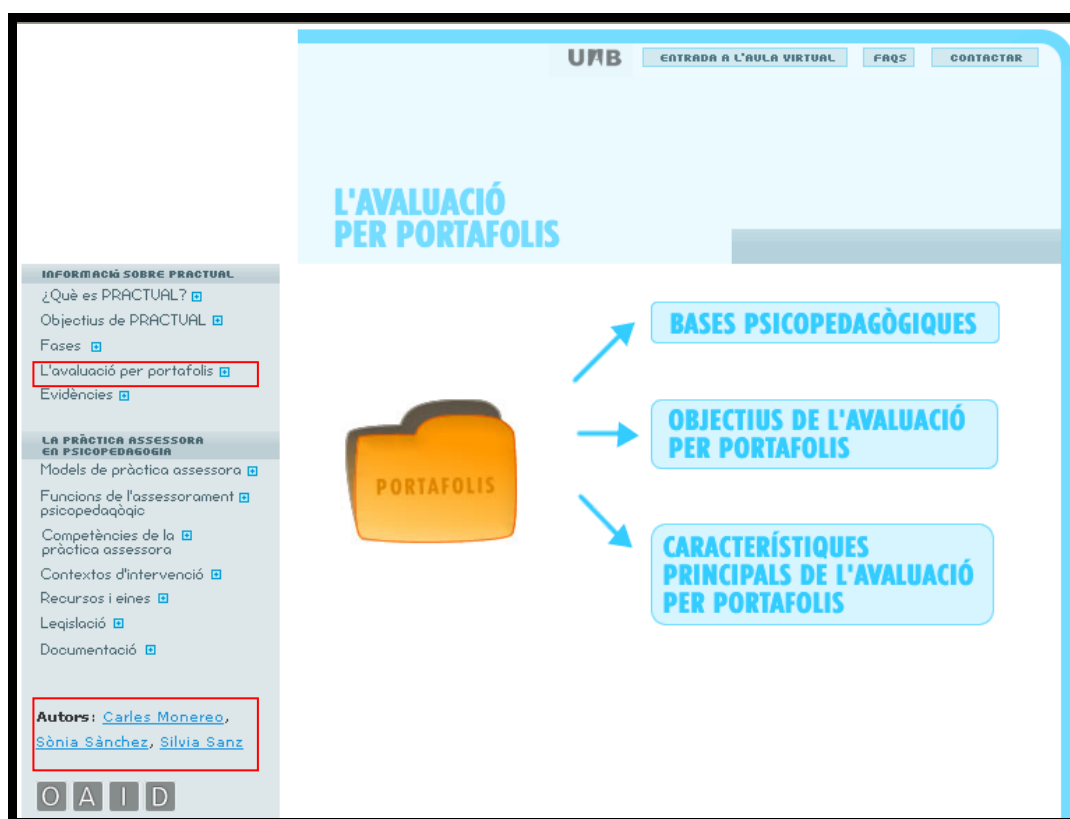 UAB ENTRADA A L'AULA VIRTUAL FAQS CONTACTAR
L'AVALUACIÓ
PER PORTAFOLIS
INFORMACIó SOBRE PRACTUAL
¿Què es PRACTUAL?
Objectius de PRACTUAL
Fases
L'avaluació per portafolis
Evidències
LA PRÀCTICA ASSESSORA
EN PSICOPEDAGOGIA
Models de pràctica assessora
Funcions de l'assessorament
psicopedagògic
Competències de la
pràctica assessora
Contextos d'intervenció
Recursos i eines
Legislació
Documentació
Autors: Carles Monereo,
Sònia Sànchez, Silvia Sanz
OAID
PORTAFOLIS
BASES PSICOPEDAGÒGIQUES
OBJECTIUS DE L'AVALUACIÓ
PER PORTAFOLIS
CARACTERÍSTIQUES
PRINCIPALS DE L'AVALUACIÓ
PER PORTAFOLIS